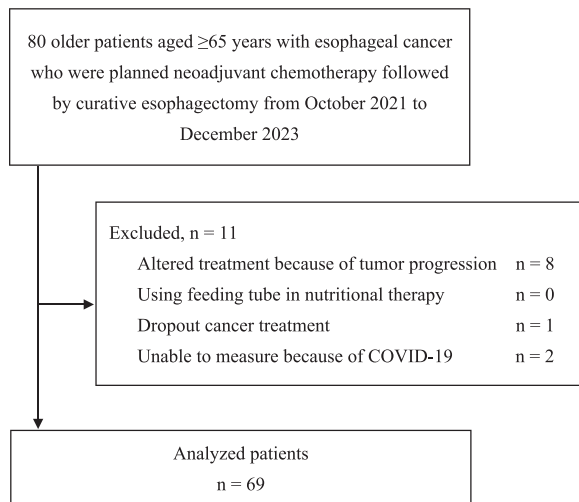 80 older patients aged ≥65 years with esophageal cancer
who were planned neoadjuvant chemotherapy followed
by curative esophagectomy from October 2021 to
December 2023
Excluded, n = 11
Altered treatment because of tumor progression n = 8
Using feeding tube in nutritional therapy n = 0
Dropout cancer treatment n = 1
Unable to measure because of COVID-19 n = 2
Analyzed patients
n = 69